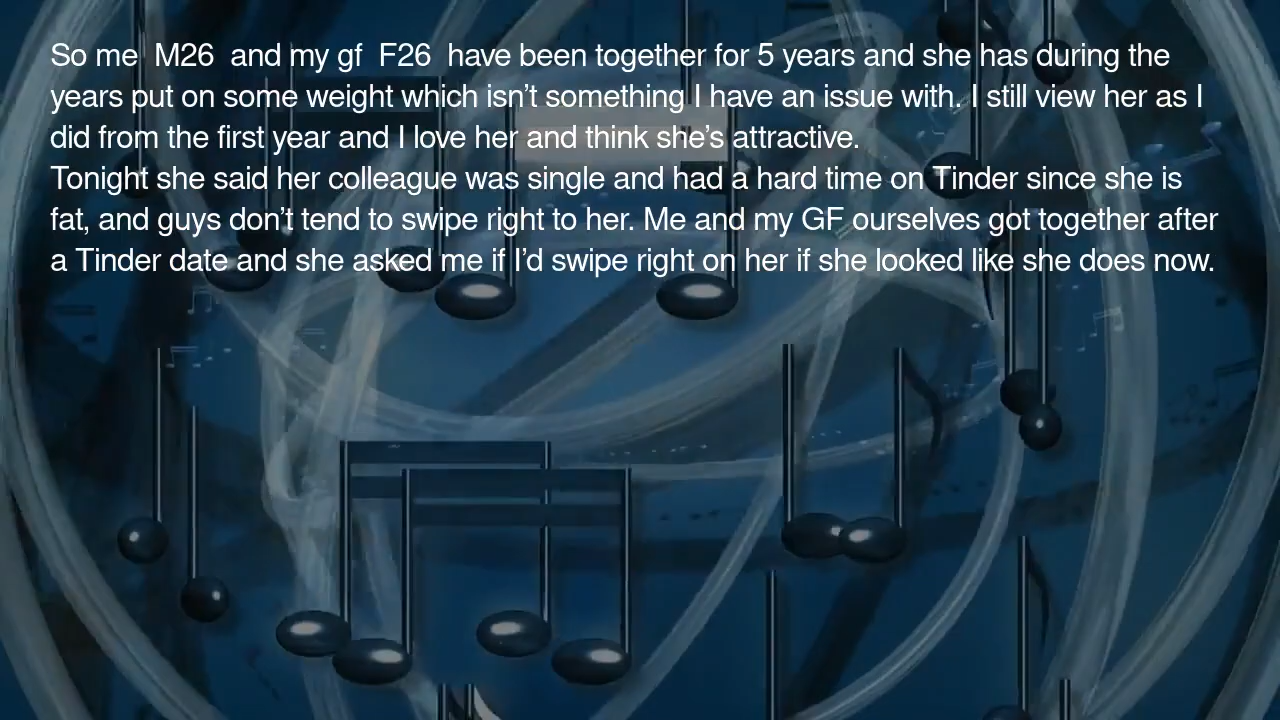 So me  M26  and my gf  F26  have been together for 5 years and she has during the
years put on some weight which isn't something I have an issue with. I still view her as I
did from the first year and I love her and think she's attractive.
Tonight she said her colleague was single and had a hard time on Tinder since she is
fat, and guys don't tend to swipe right to her. Me and my GF ourselves got together after
a Tinder date and she asked me if I'd swipe right on her if she looked like she does now.